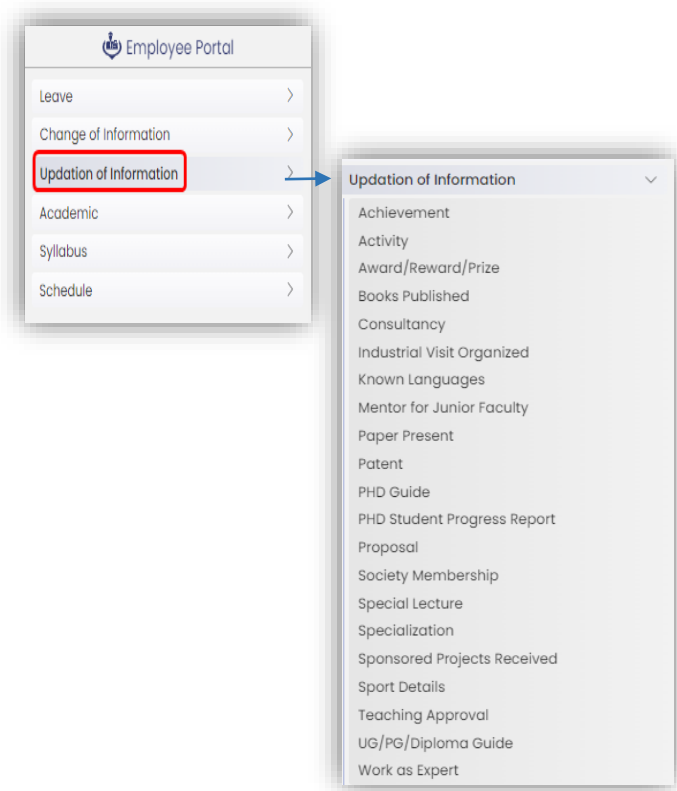 Employee Portal
Leave
Change of Information
Updation of Information
Academic
Syllabus
Schedule
Updation of Information
Achievement
Activity
Award/Reward/Prize
Books Published
Consultancy
Industrial Visit Organized
Known Languages
Mentor for Junior Faculty
Paper Present
Patent
PHD Guide
PHD Student Progress Report
Proposal
Society Membership
Special Lecture
Specialization
Sponsored Projects Received
Sport Details
Teaching Approval
UG/PG/Diploma Guide
Work as Expert